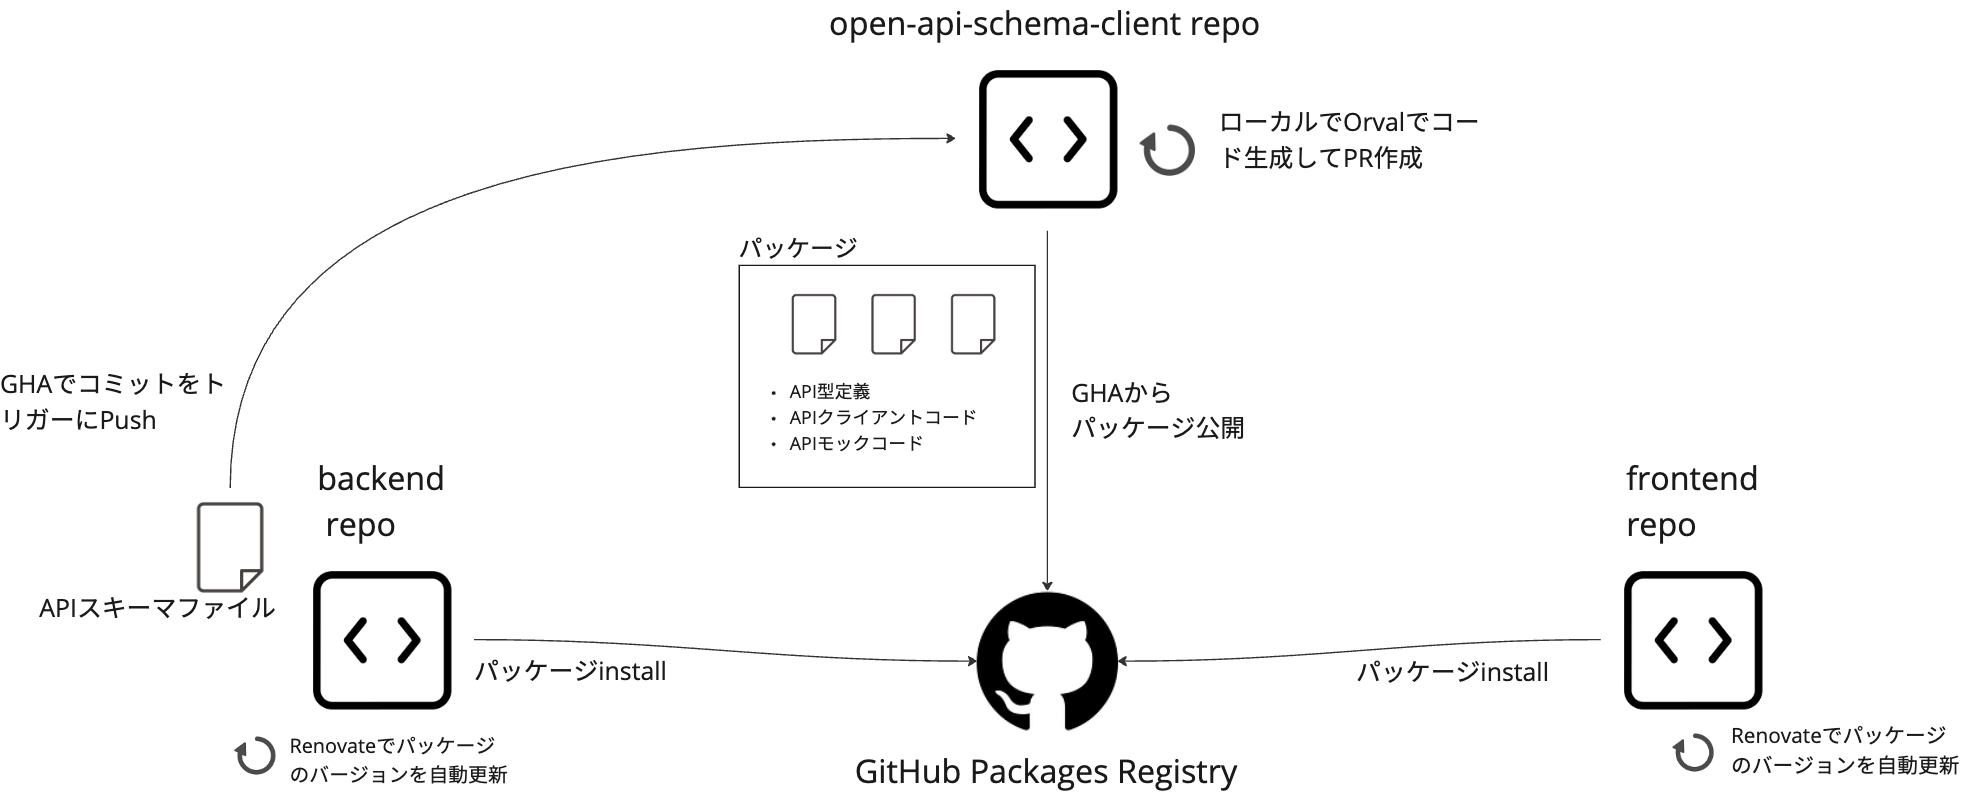 open-api-schema-client repo
ローカルでOrvalでコー
ド生成してPR作成
パッケージ
• API型定義
• APIクライアントコード
• APIモックコード
GHAから
パッケージ公開
GHAでコミットをト
リガーにPush
APIスキーマファイル
backend
repo
パッケージinstall
Renovateでパッケージ
のバージョンを自動更新
GitHub Packages Registry
frontend
repo
パッケージinstall
Renovateでパッケージ
のバージョンを自動更新